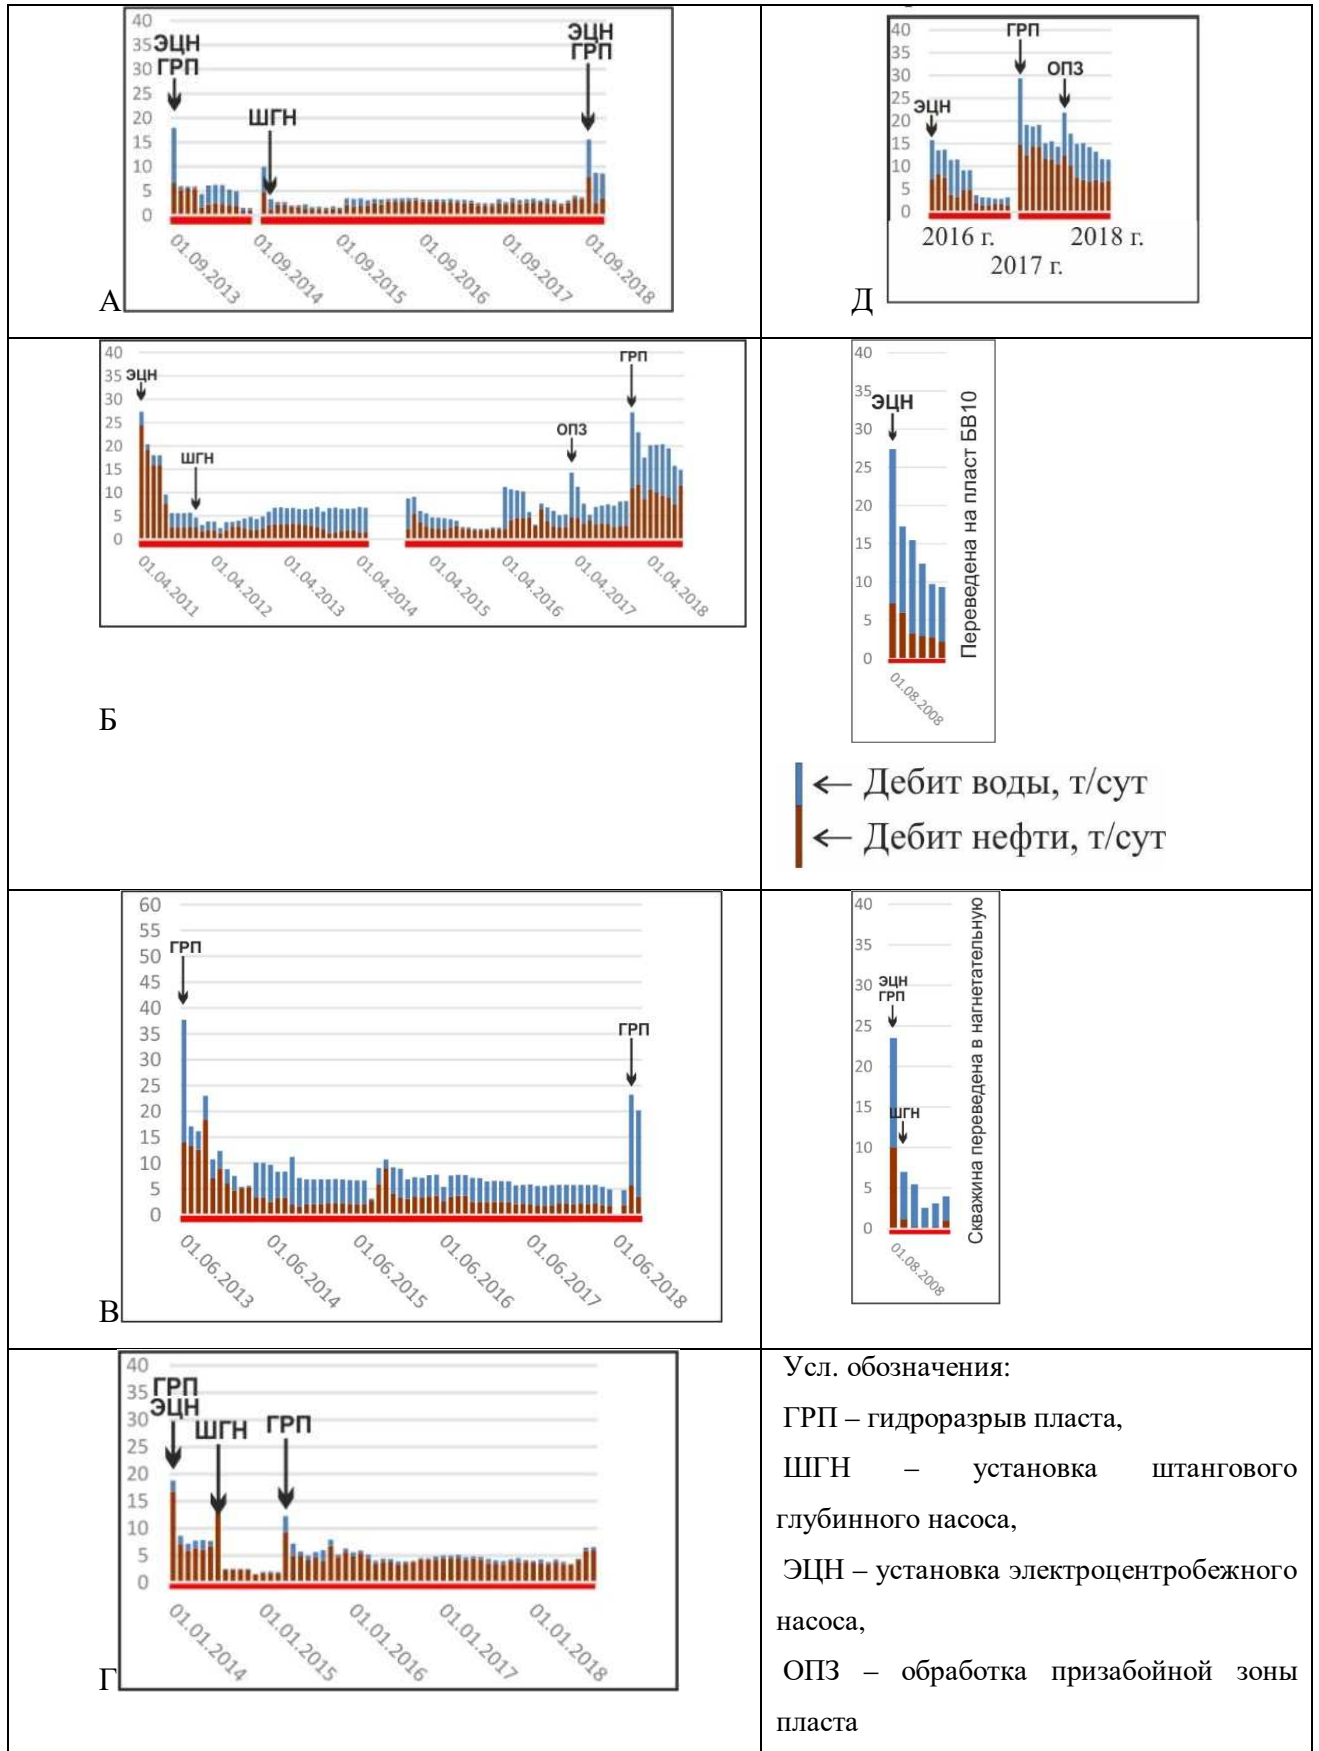 40
35
30
25
20
15
10
5
0
ЭЦН
ГРП
ШГН
ЭЦН
ГРП
01.09.2013
01.09.2014
01.09.2015
01.09.2016
01.09.2017
01.09.2018
А
40
35
30
25
20
15
10
5
0
ГРП
ОПЗ
ЭЦН
2016 г.
2018 г.
2017 г.
Д
40
35
30
25
20
15
10
5
0
ЭЦН
ШГН
ОПЗ
ГРП
01.04.2011
01.04.2012
01.04.2013
01.04.2014
01.04.2015
01.04.2016
01.04.2017
01.04.2018
Б
40
35
30
25
20
15
10
5
0
ЭЦН
Переведена на пласт БВ10
01.08.2008
← Дебит воды, т/сут
← Дебит нефти, т/сут
60
55
50
45
40
35
30
25
20
15
10
5
0
ГРП
ГРП
01.06.2013
01.06.2014
01.06.2015
01.06.2016
01.06.2017
01.06.2018
В
40
35
30
25
20
15
10
5
0
ЭЦН
ГРП
ШГН
Скважина переведена в нагнетательную
01.08.2008
40
35
30
25
20
15
10
5
0
ГРП
ЭЦН
ШГН
ГРП
01.01.2014
01.01.2015
01.01.2016
01.01.2017
01.01.2018
Г
Усл. обозначения:
ГРП – гидроразрыв пласта,
ШГН – установка штангового
глубинного насоса,
ЭЦН – установка электроцентробежного
насоса,
ОПЗ – обработка призабойной зоны
пласта